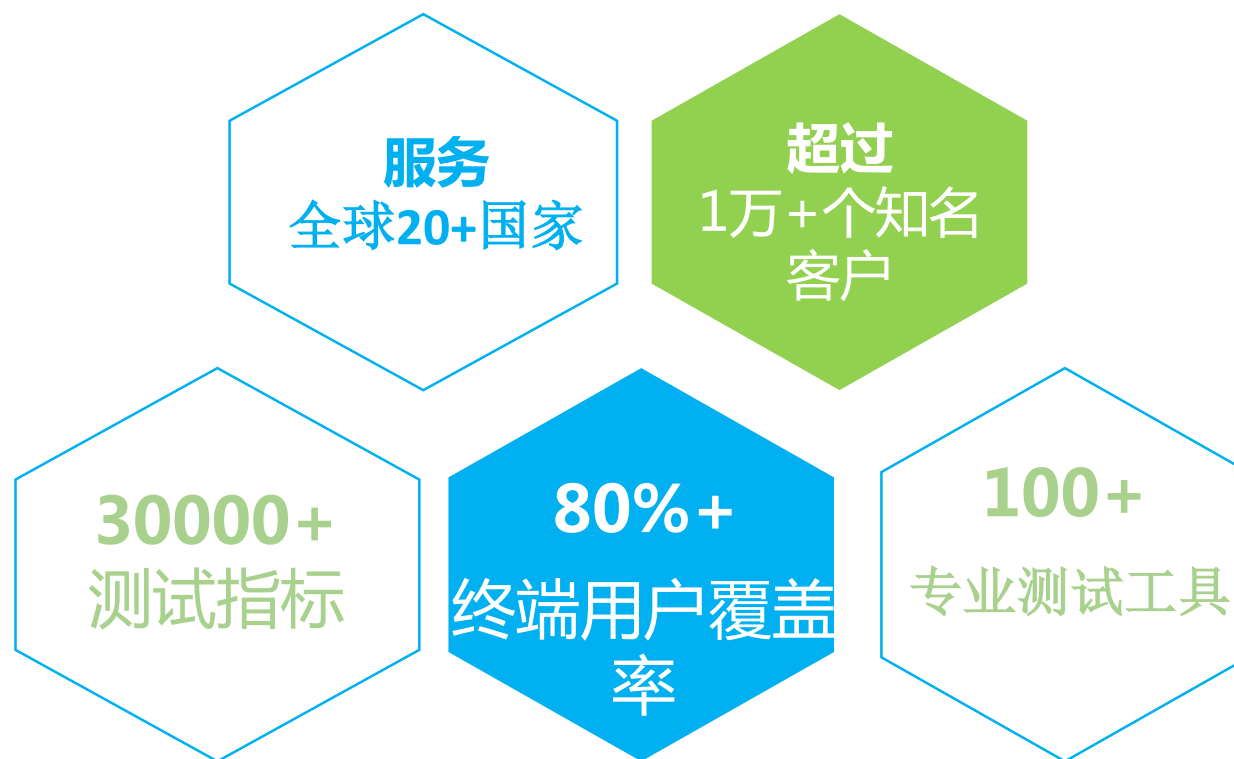 服务
全球20+国家
超过
1万+个知名
客户
30000+
测试指标
80%+
终端用户覆盖
率
100+
专业测试工具